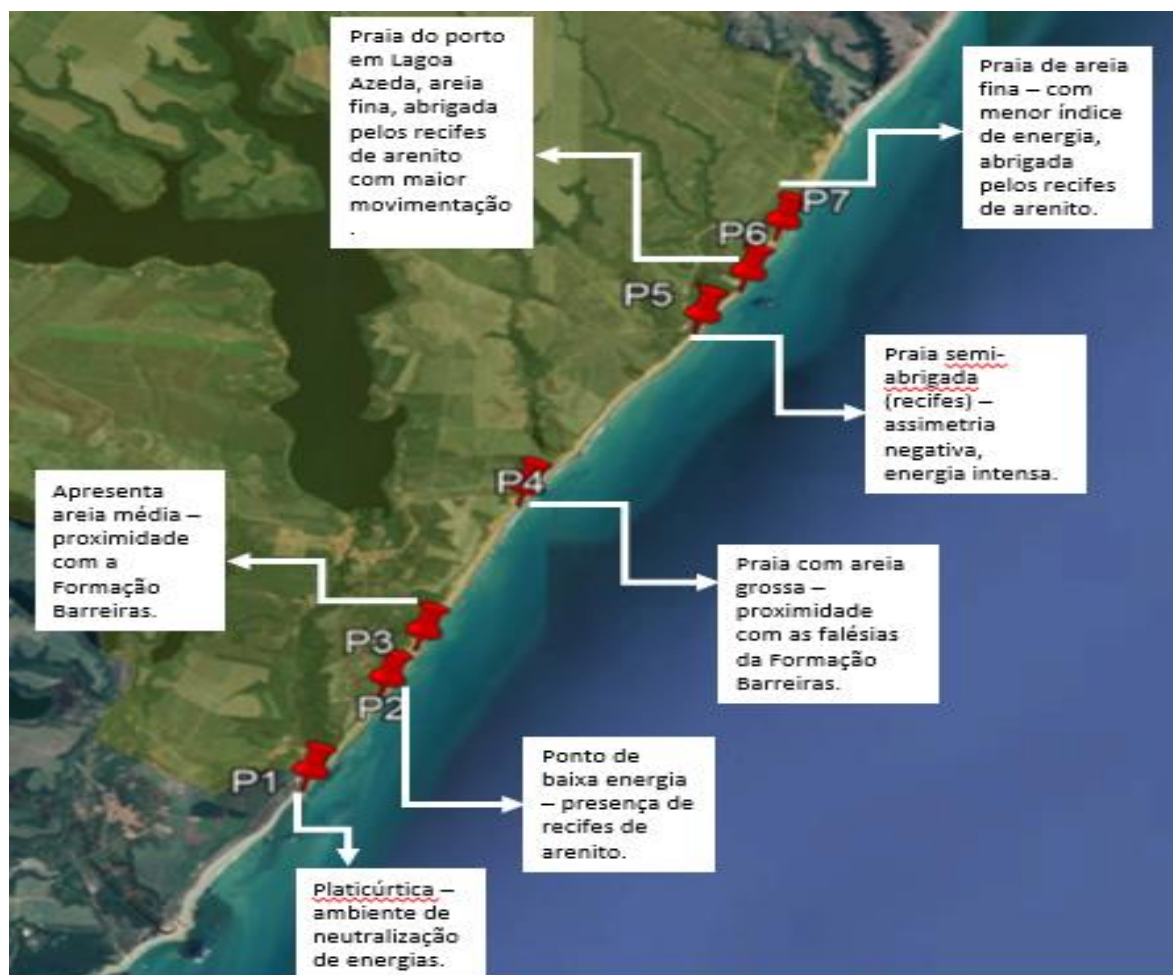 Praia do porto
em Lagoa
Azeda, areia
fina, abrigada
pelos recifes
de arenito
com maior
movimentação
.
Praia de areia
fina – com
menor índice
de energia,
abrigada
pelos recifes
de arenito.
P7
P6
P5
Praia semi-
abrigada
(recifes) –
assimetria
negativa,
energia intensa.
P4
Apresenta
areia média –
proximidade
com a
Formação
Barreiras.
Praia com areia
grossa –
proximidade
com as falésias
da Formação
Barreiras.
P3
P2
P1
Ponto de
baixa energia
– presença de
recifes de
arenito.
Platicúrtica –
ambiente de
neutralização
de energias.